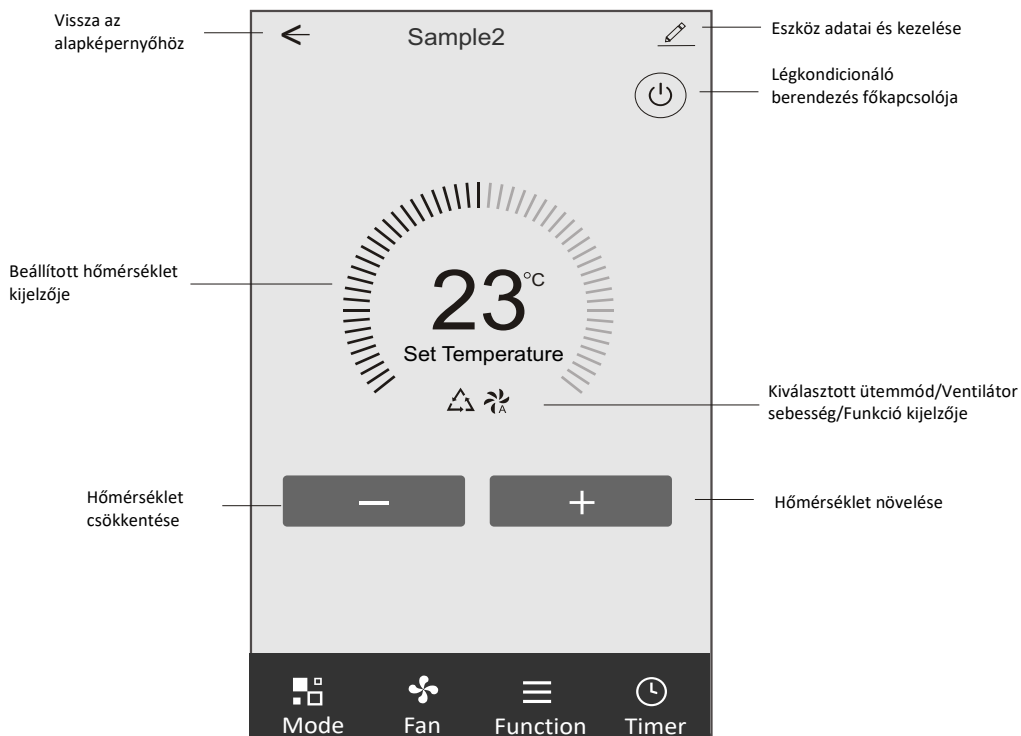 Vissza az
alapképernyőhöz
Sample2
Eszköz adatai és kezelése
Légkondicionáló
berendezés főkapcsolója
Beállított hőmérséklet
kijelzője
23°C
Set Temperature
A
Kiválasztott ütemmód/Ventilátor
sebesség/Funkció kijelzője
Hőmérséklet
csökkentése
Hőmérséklet növelése
Mode Fan Function Timer